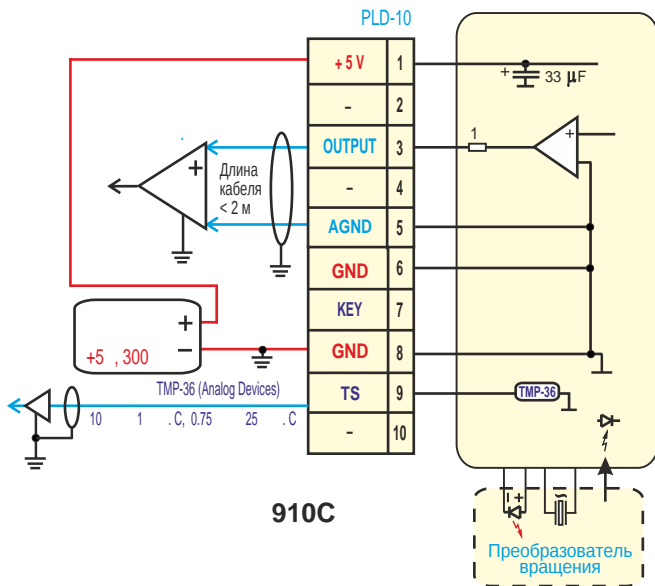 PLD-10
+ 5 V 1
– 2
OUTPUT 3
– 4
AGND 5
GND 6
KEY 7
GND 8
TS 9
– 10
+ 33 µF
1
+
+
Длина
кабеля
< 2 м
+
–
+5 , 300
TMP-36 (Analog Devices)
10 1 . C, 0.75 25 . C
TMP-36
910C
– +
Преобразователь
вращения